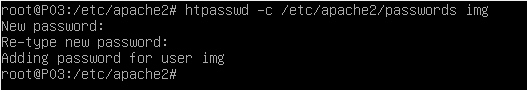 root@P03:/etc/apache2# htpasswd -c /etc/apache2/passwords img
New password:
Re-type new password:
Adding password for user img
root@P03:/etc/apache2#